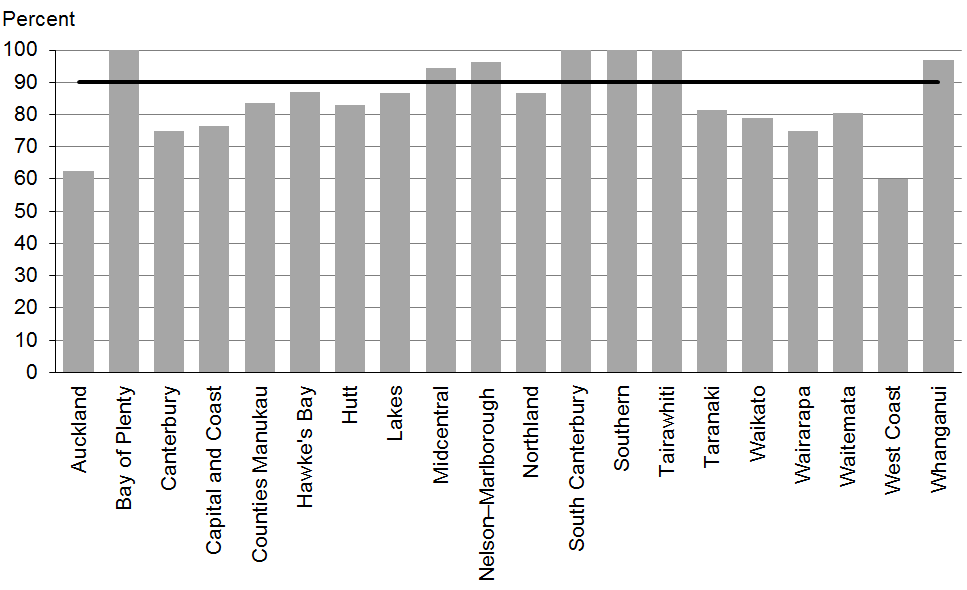 Percent
100
90
80
70
60
50
40
30
20
10
0
Auckland
Bay of Plenty
Canterbury
Capital and Coast
Counties Manukau
Hawke's Bay
Hutt
Lakes
Midcentral
Nelson–Marlborough
Northland
South Canterbury
Southern
Tairawhiti
Taranaki
Waikato
Wairarapa
Waitemata
West Coast
Whanganui